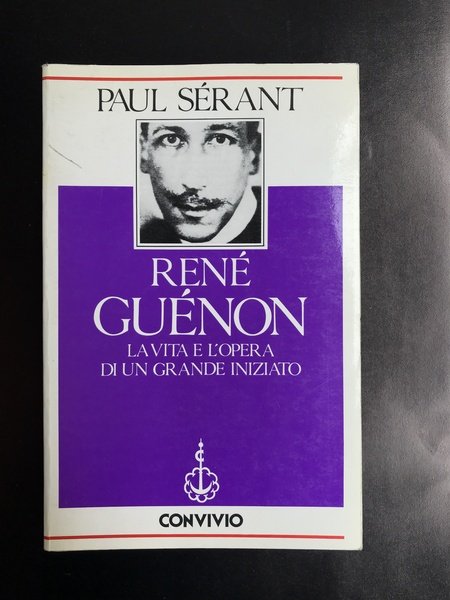 PAUL SÉRANT
RENÉ
GUÉNON
LA VITA E L'OPERA
DI UN GRANDE INIZIATO
CONVIVIO